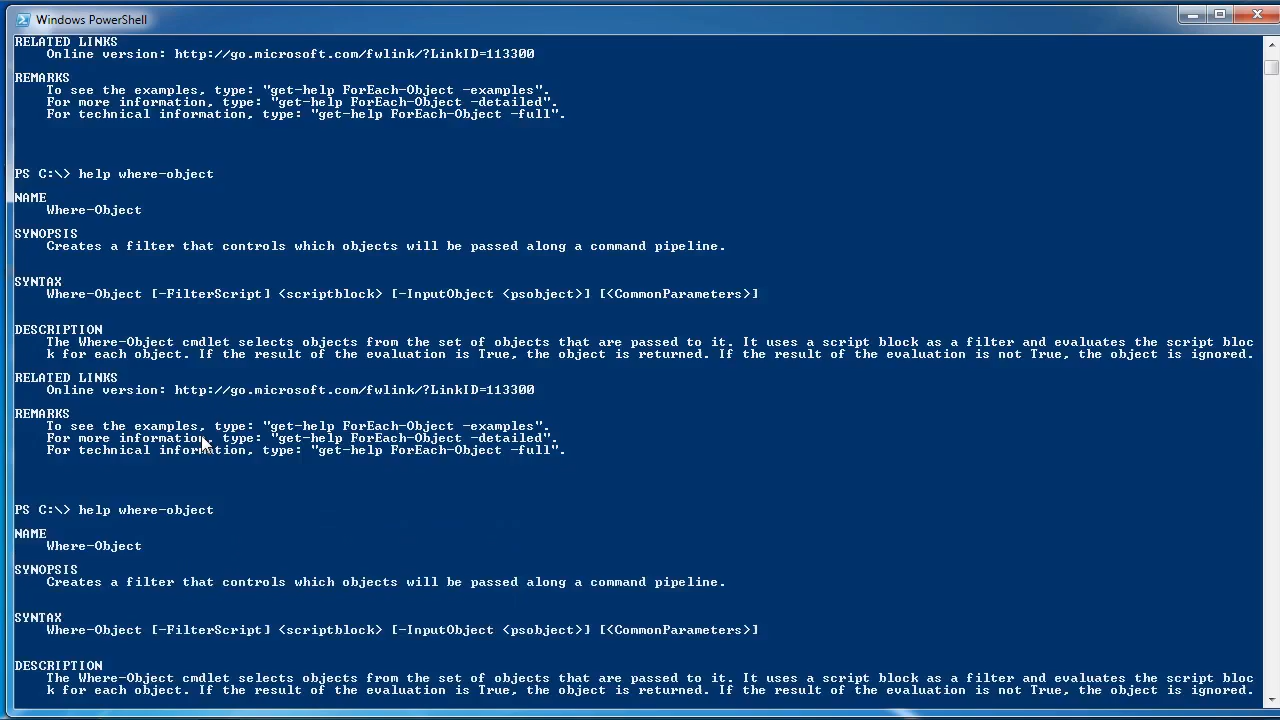 Windows PowerShell
RELATED LINKS
Online version: http://go.microsoft.com/fwlink/?LinkID=113300
REMARKS
To see the examples, type: "get-help ForEach-Object -examples".
For more information, type: "get-help ForEach-Object -detailed".
For technical information, type: "get-help ForEach-Object -full".
PS C:\> help where-object
NAME
Where-Object
SYNOPSIS
Creates a filter that controls which objects will be passed along a command pipeline.
SYNTAX
Where-Object [-FilterScript] <scriptblock> [-InputObject <psobject>] [<CommonParameters>]
DESCRIPTION
The Where-Object cmdlet selects objects from the set of objects that are passed to it. It uses a script block as a filter and evaluates the script bloc
k for each object. If the result of the evaluation is True, the object is returned. If the result of the evaluation is not True, the object is ignored.
RELATED LINKS
Online version: http://go.microsoft.com/fwlink/?LinkID=113300
REMARKS
To see the examples, type: "get-help ForEach-Object -examples".
For more information, type: "get-help ForEach-Object -detailed".
For technical information, type: "get-help ForEach-Object -full".
PS C:\> help where-object
NAME
Where-Object
SYNOPSIS
Creates a filter that controls which objects will be passed along a command pipeline.
SYNTAX
Where-Object [-FilterScript] <scriptblock> [-InputObject <psobject>] [<CommonParameters>]
DESCRIPTION
The Where-Object cmdlet selects objects from the set of objects that are passed to it. It uses a script block as a filter and evaluates the script bloc
k for each object. If the result of the evaluation is True, the object is returned. If the result of the evaluation is not True, the object is ignored.